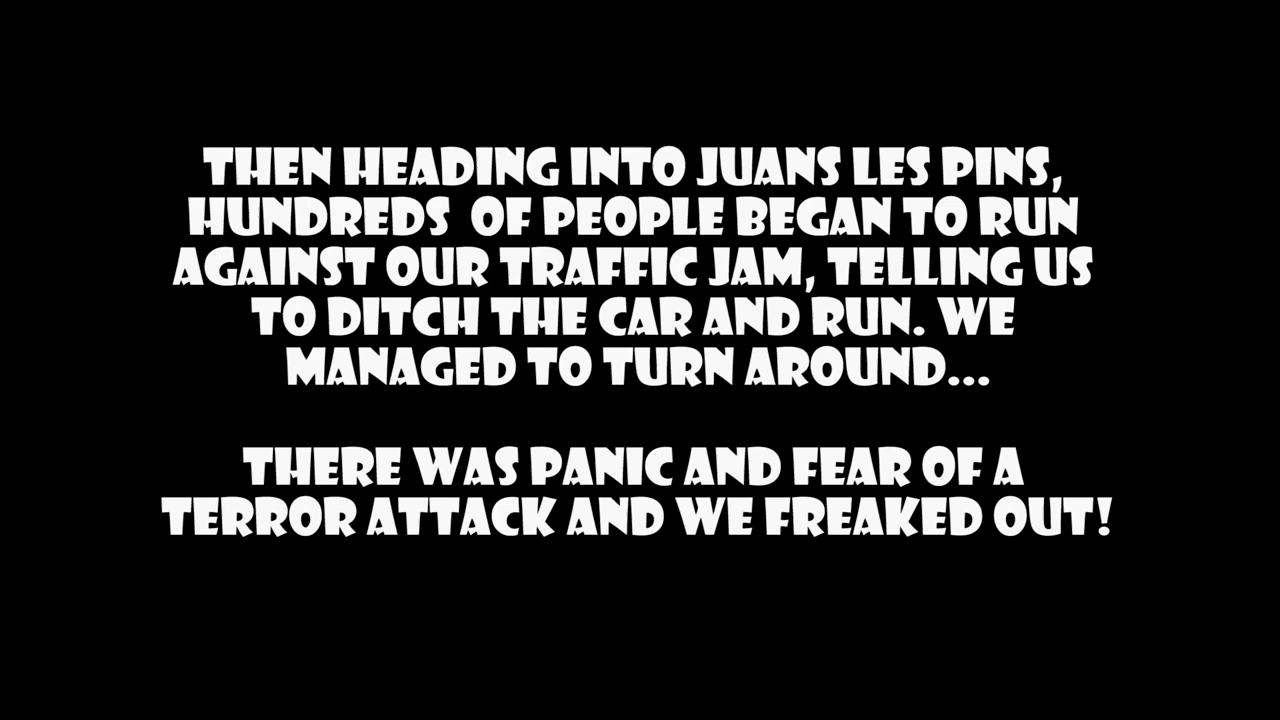 THEN HEADING INTO JUANS LES PINS,
HUNDREDS OF PEOPLE BEGAN TO RUN
AGAINST OUR TRAFFIC JAM, TELLING US
TO DITCH THE CAR AND RUN. WE
MANAGED TO TURN AROUND...
THERE WAS PANIC AND FEAR OF A
TERROR ATTACK AND WE FREAKED OUT!